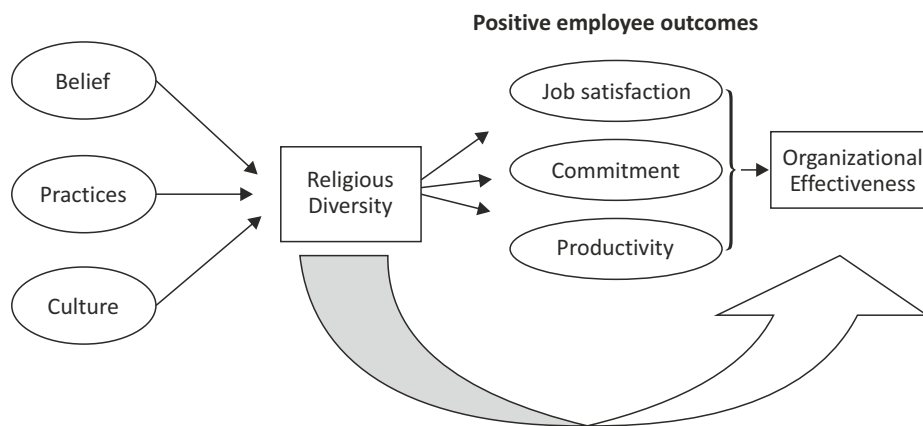 Positive employee outcomes
Belief
Practices
Culture
Religious
Diversity
Job satisfaction
Commitment
Productivity
Organizational
Effectiveness